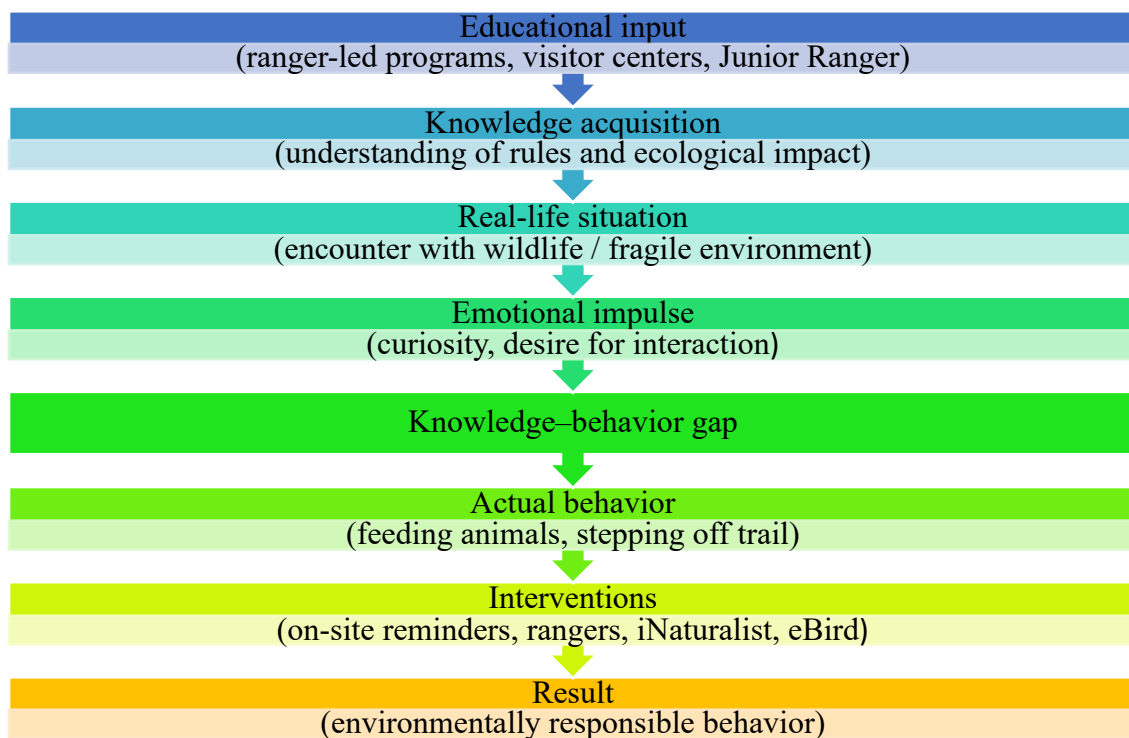 Educational input
(ranger-led programs, visitor centers, Junior Ranger)
Knowledge acquisition
(understanding of rules and ecological impact)
Real-life situation
(encounter with wildlife / fragile environment)
Emotional impulse
(curiosity, desire for interaction)
Knowledge–behavior gap
Actual behavior
(feeding animals, stepping off trail)
Interventions
(on-site reminders, rangers, iNaturalist, eBird)
Result
(environmentally responsible behavior)